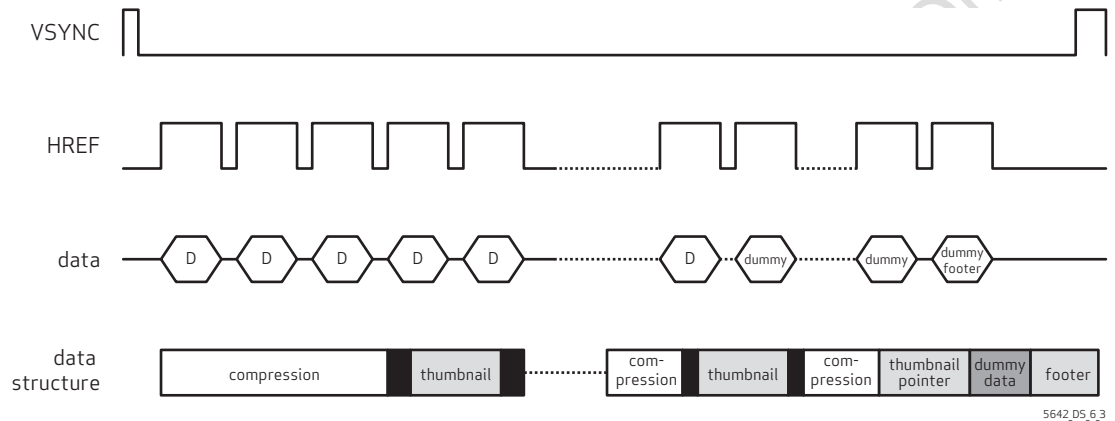 VSYNC
HREF
data
D
D
D
D
D
D
dummy
dummy
dummy
footer
data
structure
compression
thumbnail
com-
pression
thumbnail
com-
pression
thumbnail
pointer
dummy
data
footer
5642_DS_6_3